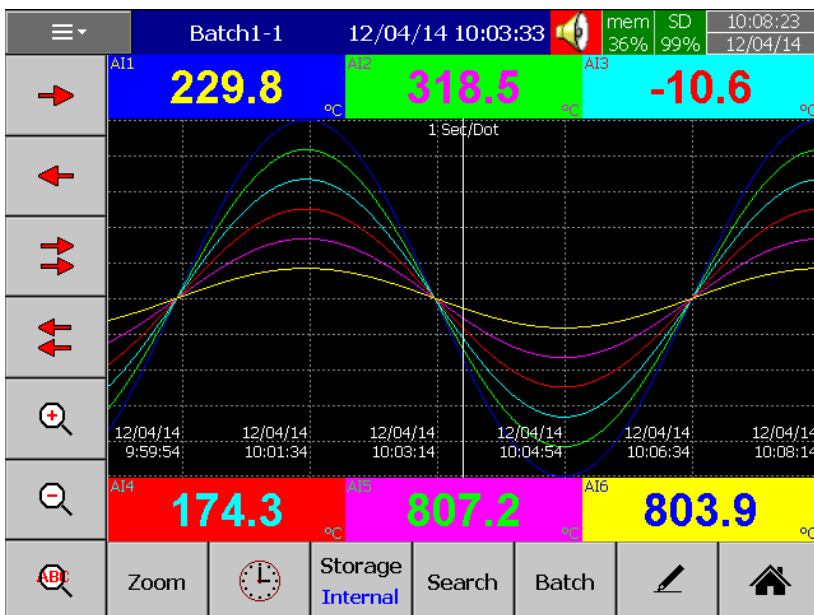 Batch1-1
12/04/14 10:03:33
mem
36%
SD
99%
10:08:23
12/04/14
AI1
229.8
°C
AI2
318.5
°C
AI3
-10.6
°C
1 Sec/Dot
12/04/14
9:59:54
12/04/14
10:01:34
12/04/14
10:03:14
12/04/14
10:04:54
12/04/14
10:06:34
12/04/14
10:08:14
AI4
174.3
°C
AI5
807.2
°C
AI6
803.9
°C
ABC
Zoom
Storage
Internal
Search
Batch